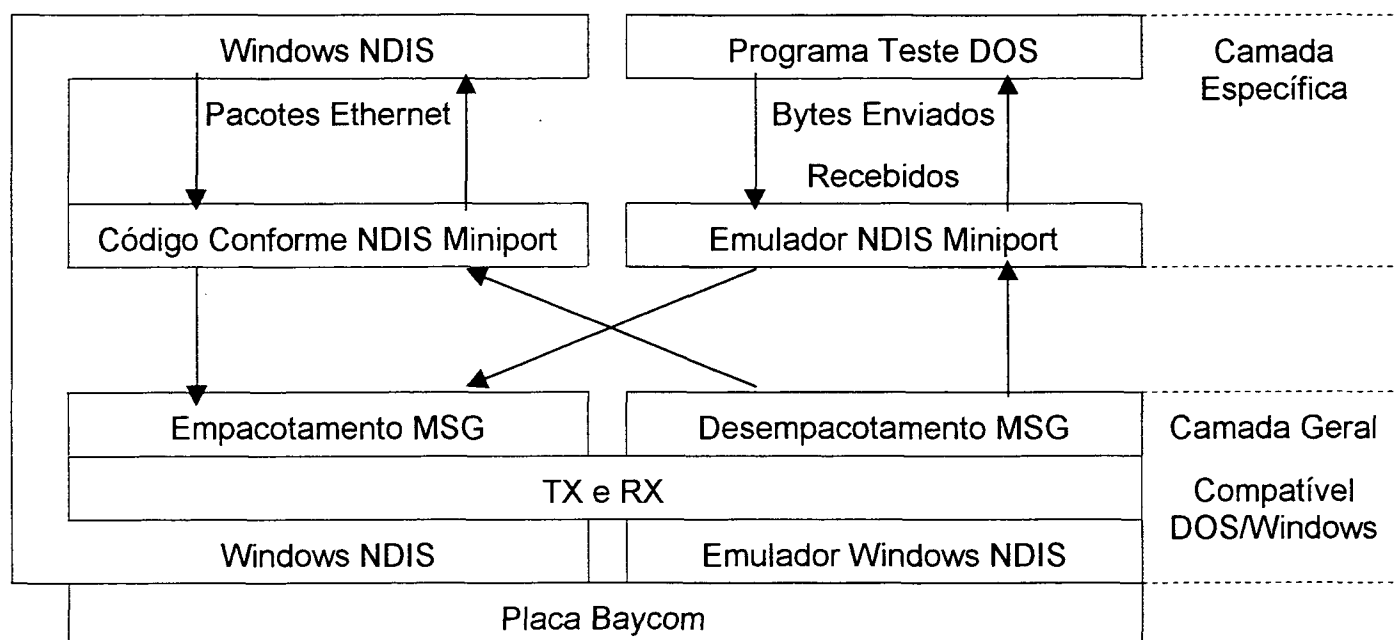 Windows NDIS
Programa Teste DOS
Camada
Específica
Pacotes Ethernet
Bytes Enviados
Recebidos
Código Conforme NDIS Miniport
Emulador NDIS Miniport
Empacotamento MSG
Desempacotamento MSG
Camada Geral
TX e RX
Compatível
DOS/Windows
Windows NDIS
Emulador Windows NDIS
Placa Baycom